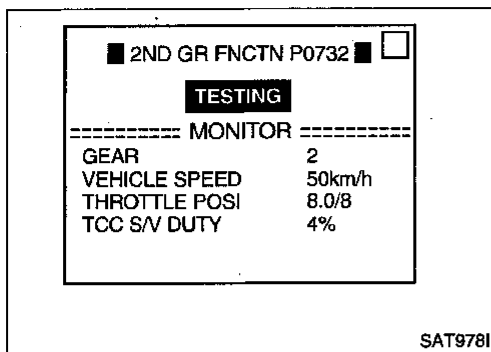 2ND GR FNCTN P0732
TESTING
========== MONITOR ==========
GEAR 2
VEHICLE SPEED 50km/h
THROTTLE POSI 8.0/8
TCC S/V DUTY 4%
SAT978I